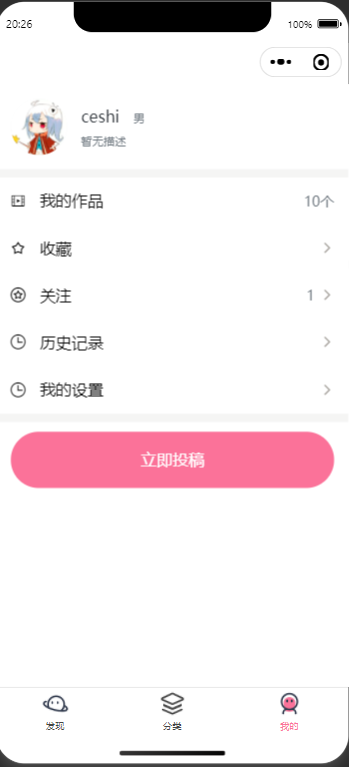 20:26 100%
ceshi 男
暂无描述
我的作品 10个
收藏
关注 1
历史记录
我的设置
立即投稿
发现 分类 我的